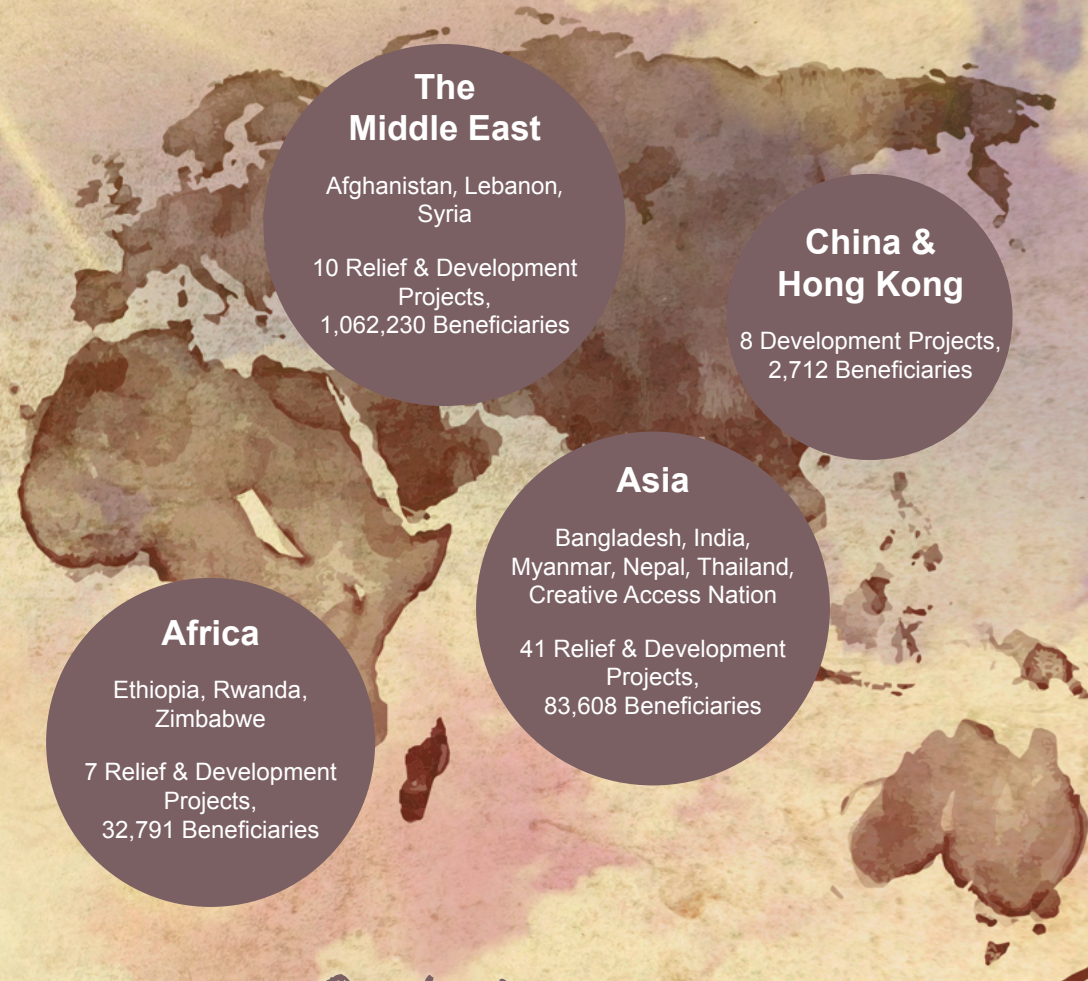 The
Middle East
Afghanistan, Lebanon,
Syria
10 Relief & Development
Projects,
1,062,230 Beneficiaries
China &
Hong Kong
8 Development Projects,
2,712 Beneficiaries
Asia
Bangladesh, India,
Myanmar, Nepal, Thailand,
Creative Access Nation
41 Relief & Development
Projects,
83,608 Beneficiaries
Africa
Ethiopia, Rwanda,
Zimbabwe
7 Relief & Development
Projects,
32,791 Beneficiaries